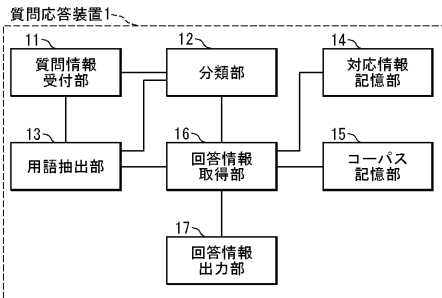 質問応答装置1
11
12
14
質問情報
受付部
分類部
対応情報
記憶部
13
16
15
用語抽出部
回答情報
取得部
コーパス
記憶部
17
回答情報
出力部